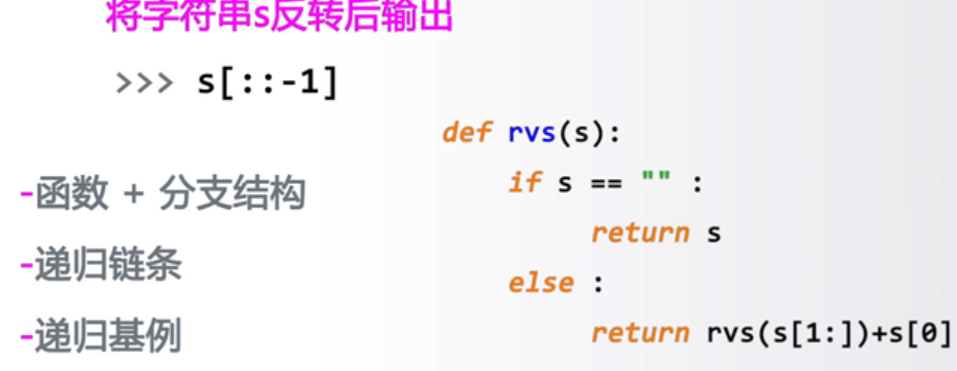 将字符串s反转后输出
>>> s[::-1]
def rvs(s):
if s == "" :
return s
else :
return rvs(s[1:])+s[0]
-函数 + 分支结构
-递归链条
-递归基例